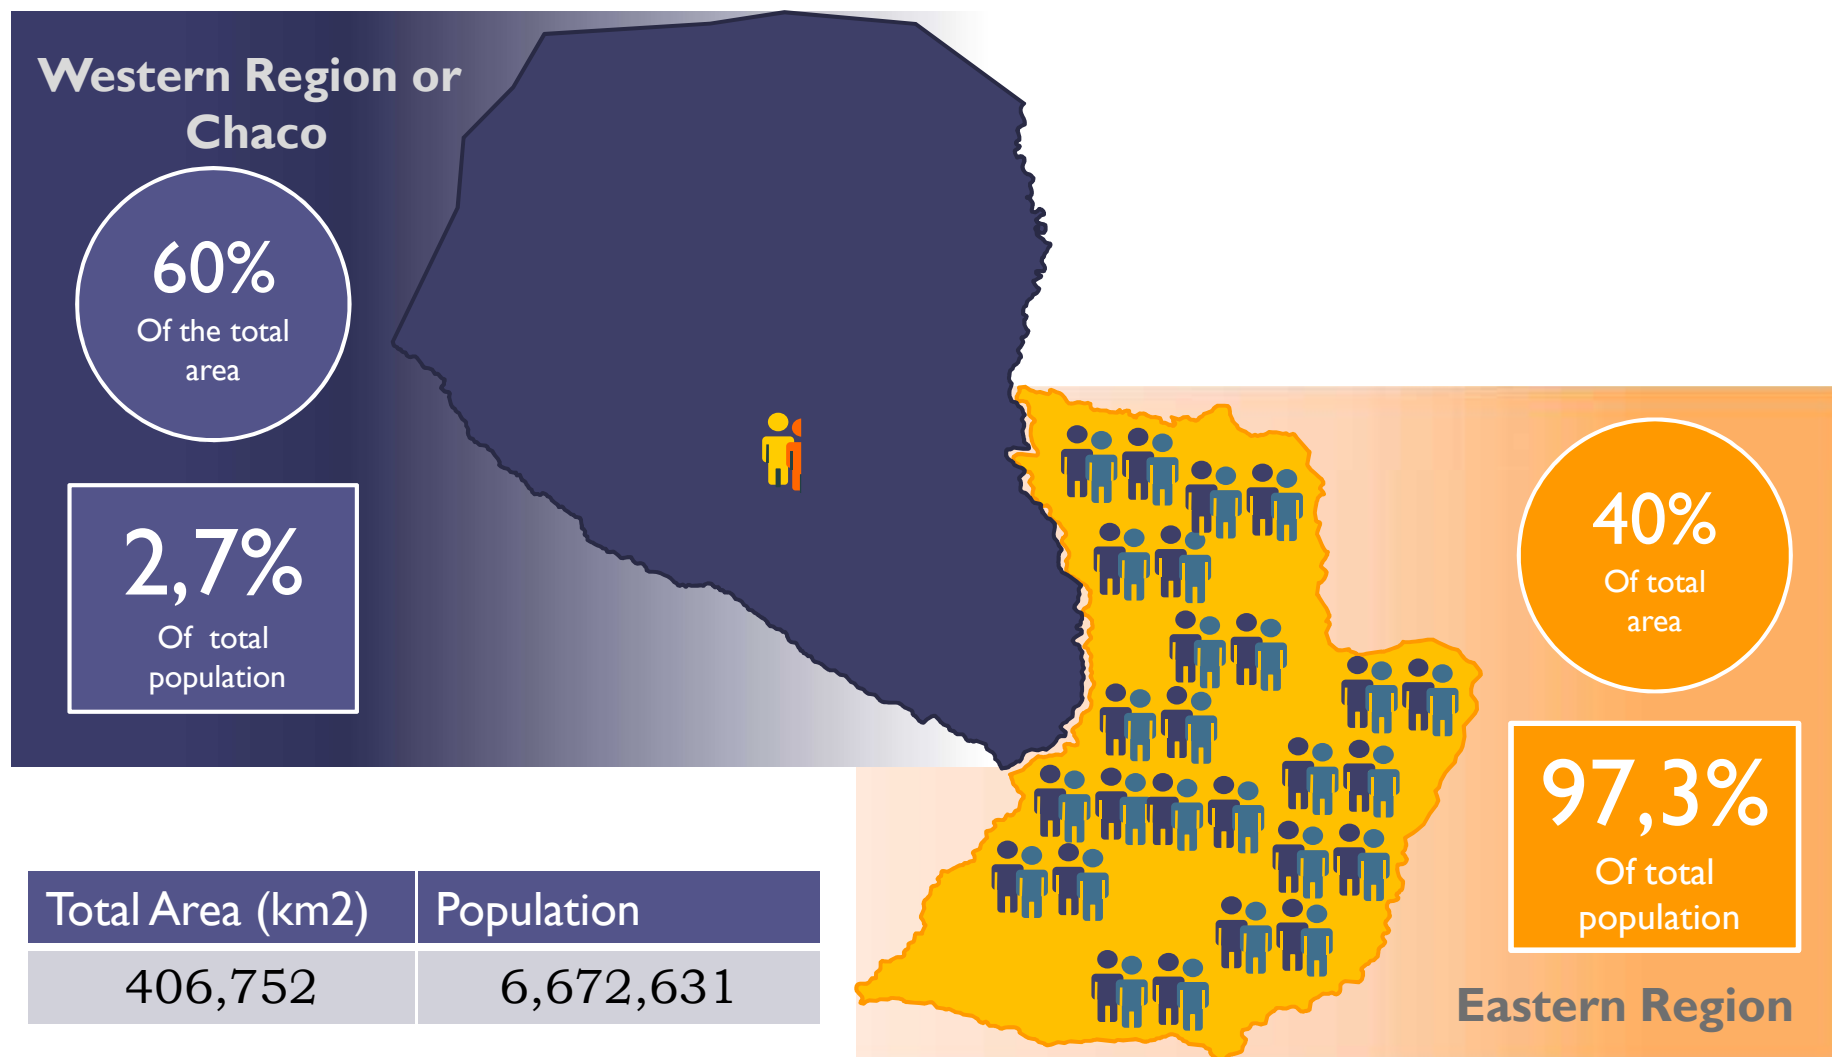 Western Region or
Chaco
60%
Of the total
area
2,7%
Of total
population
40%
Of total
area
97,3%
Of total
population
Eastern Region
Total Area (km2) Population
406,752 6,672,631